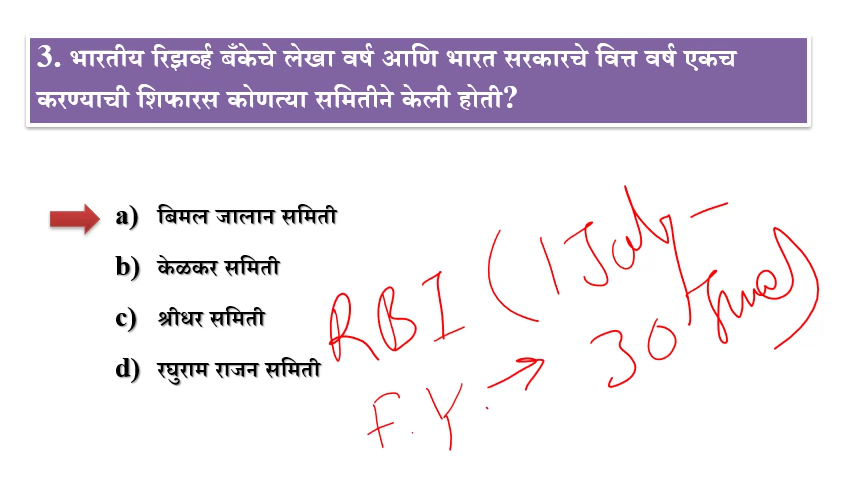 3. भारतीय रिझर्व्ह बँकेचे लेखा वर्ष आणि भारत सरकारचे वित्त वर्ष एकच
करण्याची शिफारस कोणत्या समितीने केली होती?
a) बिमल जालान समिती
b) केळकर समिती
c) श्रीधर समिती
d) रघुराम राजन समिती
RBI (1 July -
30 June)
F.Y. →